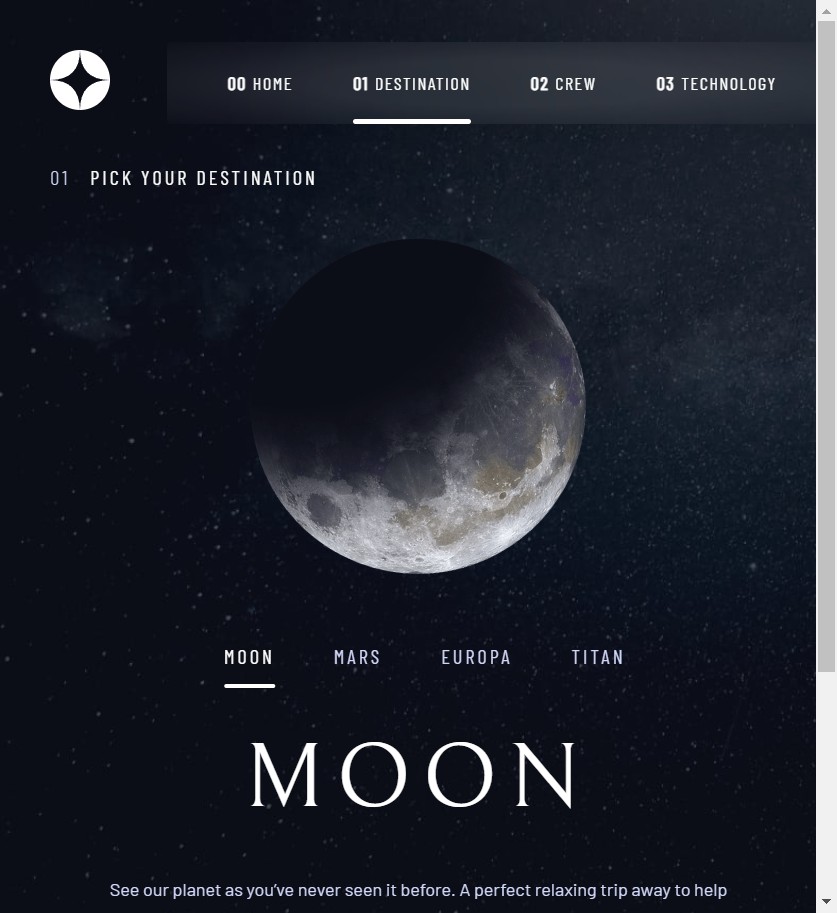 00 HOME 01 DESTINATION 02 CREW 03 TECHNOLOGY
01 PICK YOUR DESTINATION
MOON MARS EUROPA TITAN
MOON
See our planet as you’ve never seen it before. A perfect relaxing trip away to help